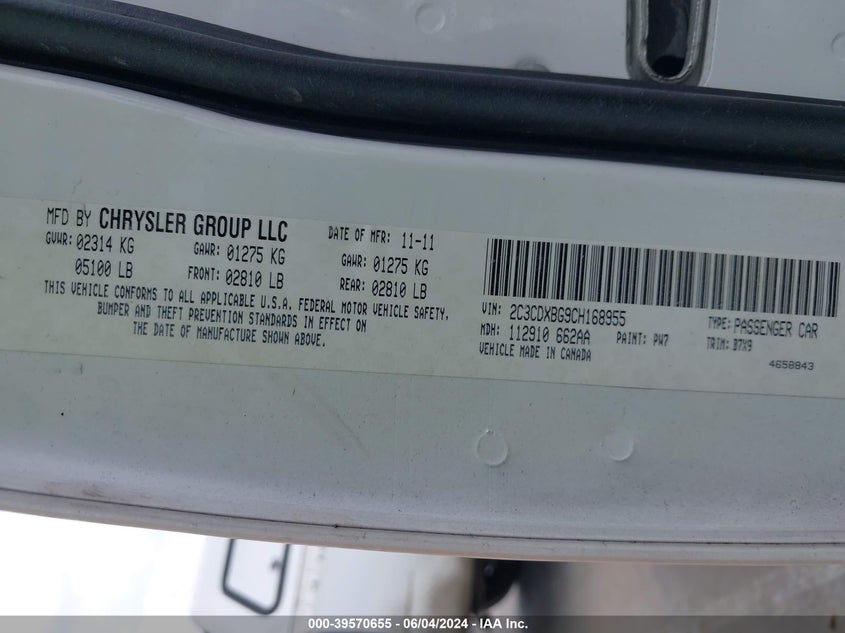 MFD BY CHRYSLER GROUP LLC DATE OF MFR: 11-11
GVWR: 02314 KG GAWR: 01275 KG GAWR: 01275 KG
05100 LB FRONT: 02810 LB REAR: 02810 LB
THIS VEHICLE CONFORMS TO ALL APPLICABLE U.S.A. FEDERAL MOTOR VEHICLE SAFETY,
BUMPER AND THEFT PREVENTION STANDARDS IN EFFECT ON
THE DATE OF MANUFACTURE SHOWN ABOVE.
VIN: 2C3CDXBG9CH168955 TYPE: PASSENGER CAR
MDH: 112910 662AA PAINT: PW7 TRIM: B7X9
VEHICLE MADE IN CANADA 4658843
000-39570655 - 06/04/2024 - IAA Inc.